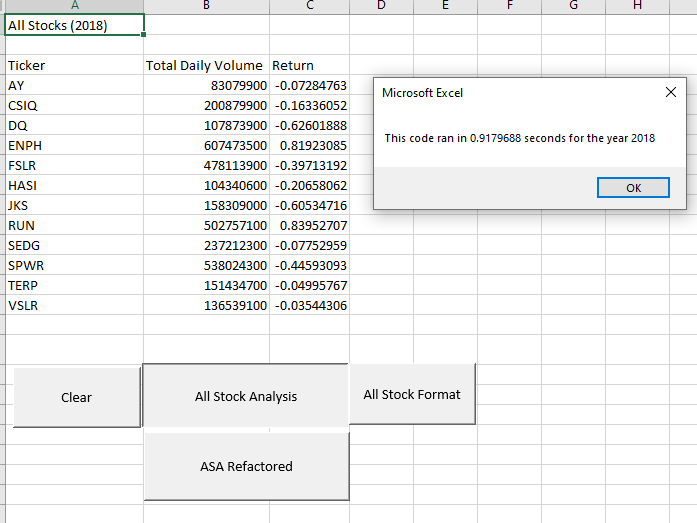 A B C D E F G H
All Stocks (2018)
Ticker Total Daily Volume Return
AY 83079900 -0.07284763
CSIQ 200879900 -0.16336052
DQ 107873900 -0.62601888
ENPH 607473500 0.81923085
FSLR 478113900 -0.39713192
HASI 104340600 -0.20658062
JKS 158309000 -0.60534716
RUN 502757100 0.83952707
SEDG 237212300 -0.07752959
SPWR 538024300 -0.44593093
TERP 151434700 -0.04995767
VSLR 136539100 -0.03544306
Microsoft Excel
This code ran in 0.9179688 seconds for the year 2018
OK
Clear
All Stock Analysis
All Stock Format
ASA Refactored